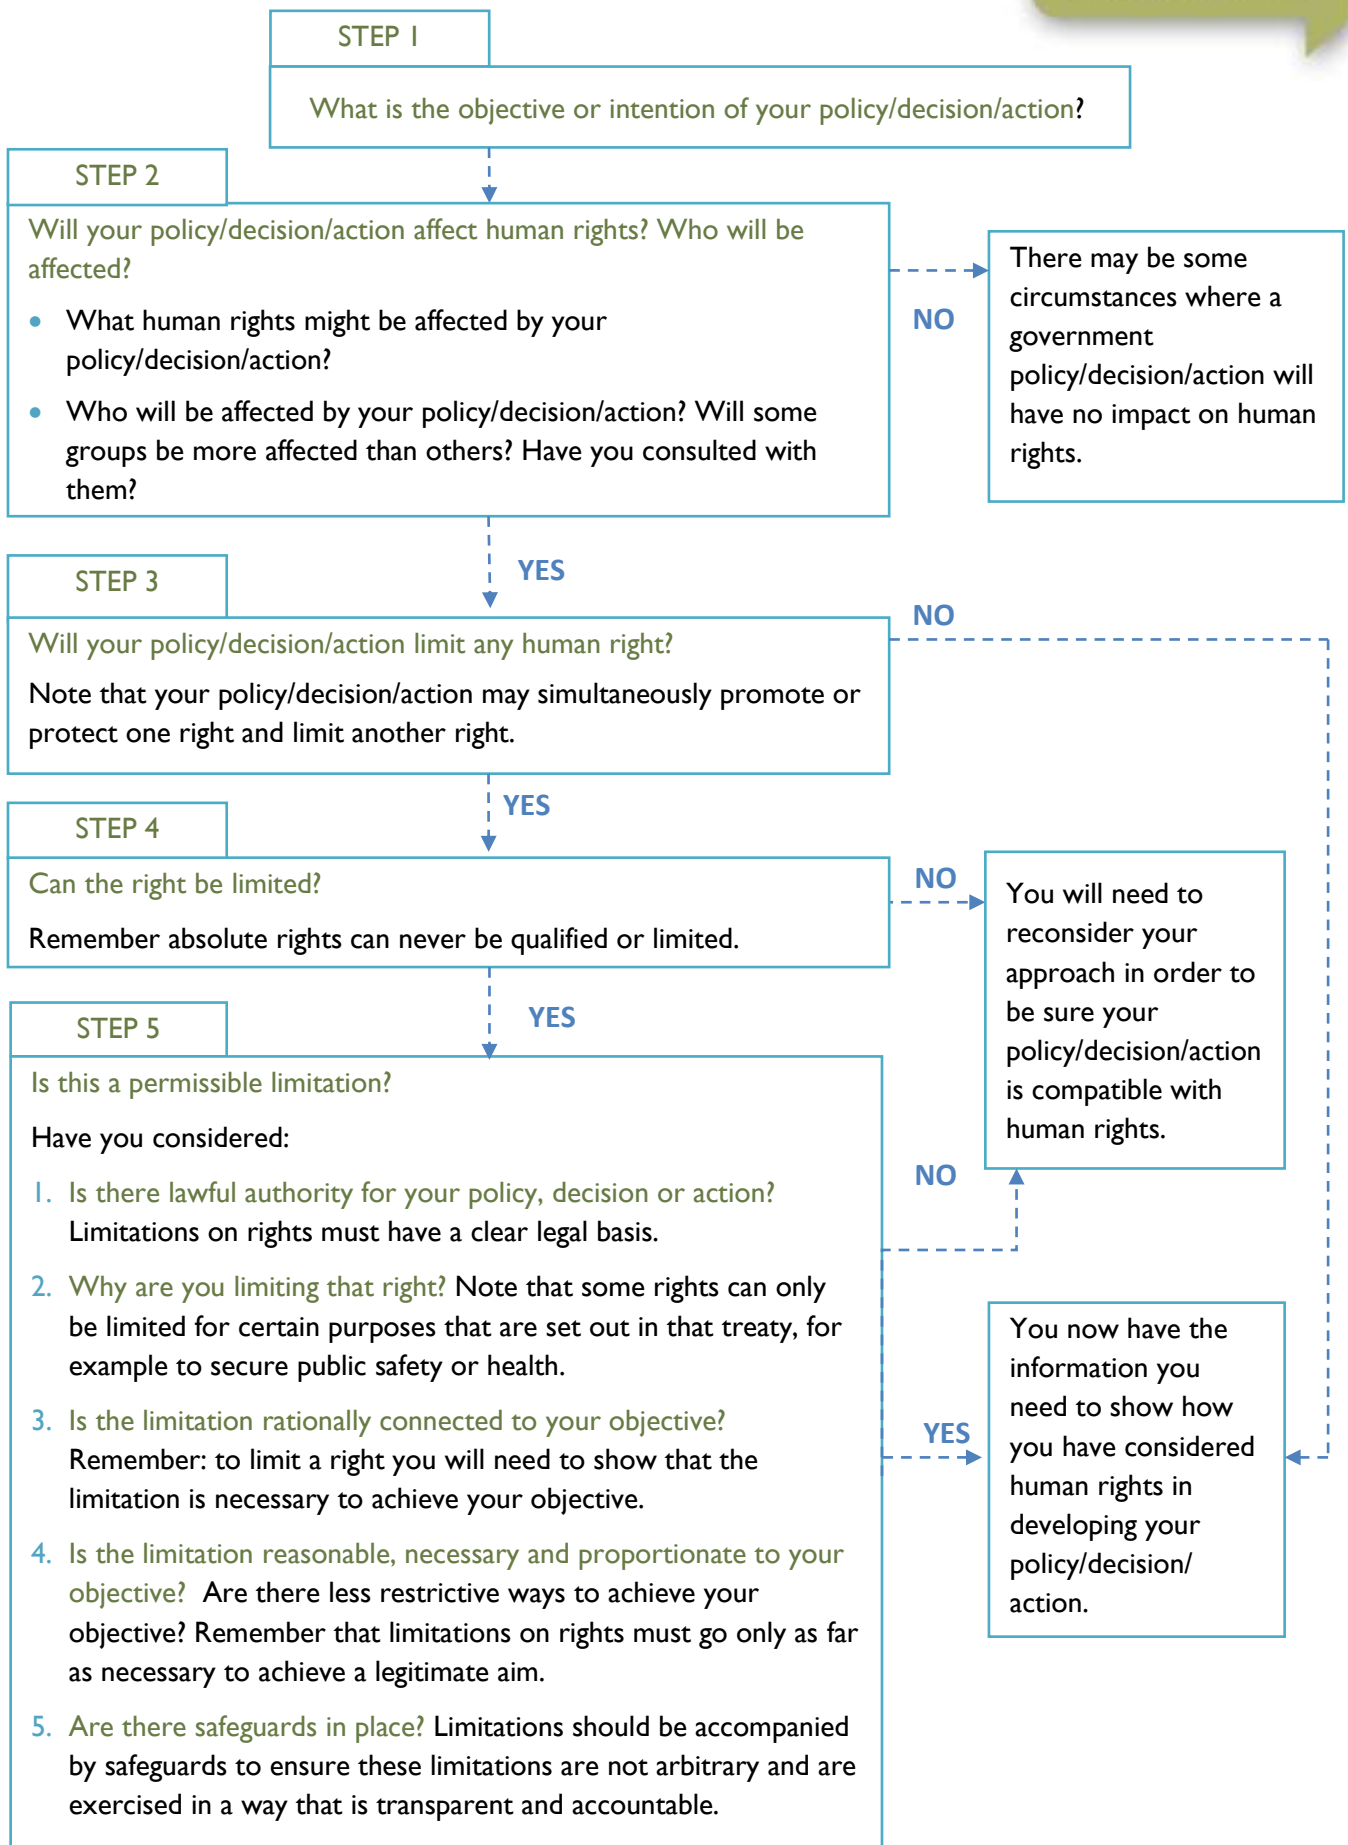 STEP 1
What is the objective or intention of your policy/decision/action?
STEP 2
Will your policy/decision/action affect human rights? Who will be
affected?
• What human rights might be affected by your
policy/decision/action?
• Who will be affected by your policy/decision/action? Will some
groups be more affected than others? Have you consulted with
them?
NO
There may be some
circumstances where a
government
policy/decision/action will
have no impact on human
rights.
YES
STEP 3
Will your policy/decision/action limit any human right?
Note that your policy/decision/action may simultaneously promote or
protect one right and limit another right.
NO
YES
STEP 4
Can the right be limited?
Remember absolute rights can never be qualified or limited.
NO
You will need to
reconsider your
approach in order to
be sure your
policy/decision/action
is compatible with
human rights.
YES
STEP 5
Is this a permissible limitation?
Have you considered:
1. Is there lawful authority for your policy, decision or action?
Limitations on rights must have a clear legal basis.
2. Why are you limiting that right? Note that some rights can only
be limited for certain purposes that are set out in that treaty, for
example to secure public safety or health.
3. Is the limitation rationally connected to your objective?
Remember: to limit a right you will need to show that the
limitation is necessary to achieve your objective.
4. Is the limitation reasonable, necessary and proportionate to your
objective? Are there less restrictive ways to achieve your
objective? Remember that limitations on rights must go only as far
as necessary to achieve a legitimate aim.
5. Are there safeguards in place? Limitations should be accompanied
by safeguards to ensure these limitations are not arbitrary and are
exercised in a way that is transparent and accountable.
NO
YES
You now have the
information you
need to show how
you have considered
human rights in
developing your
policy/decision/
action.